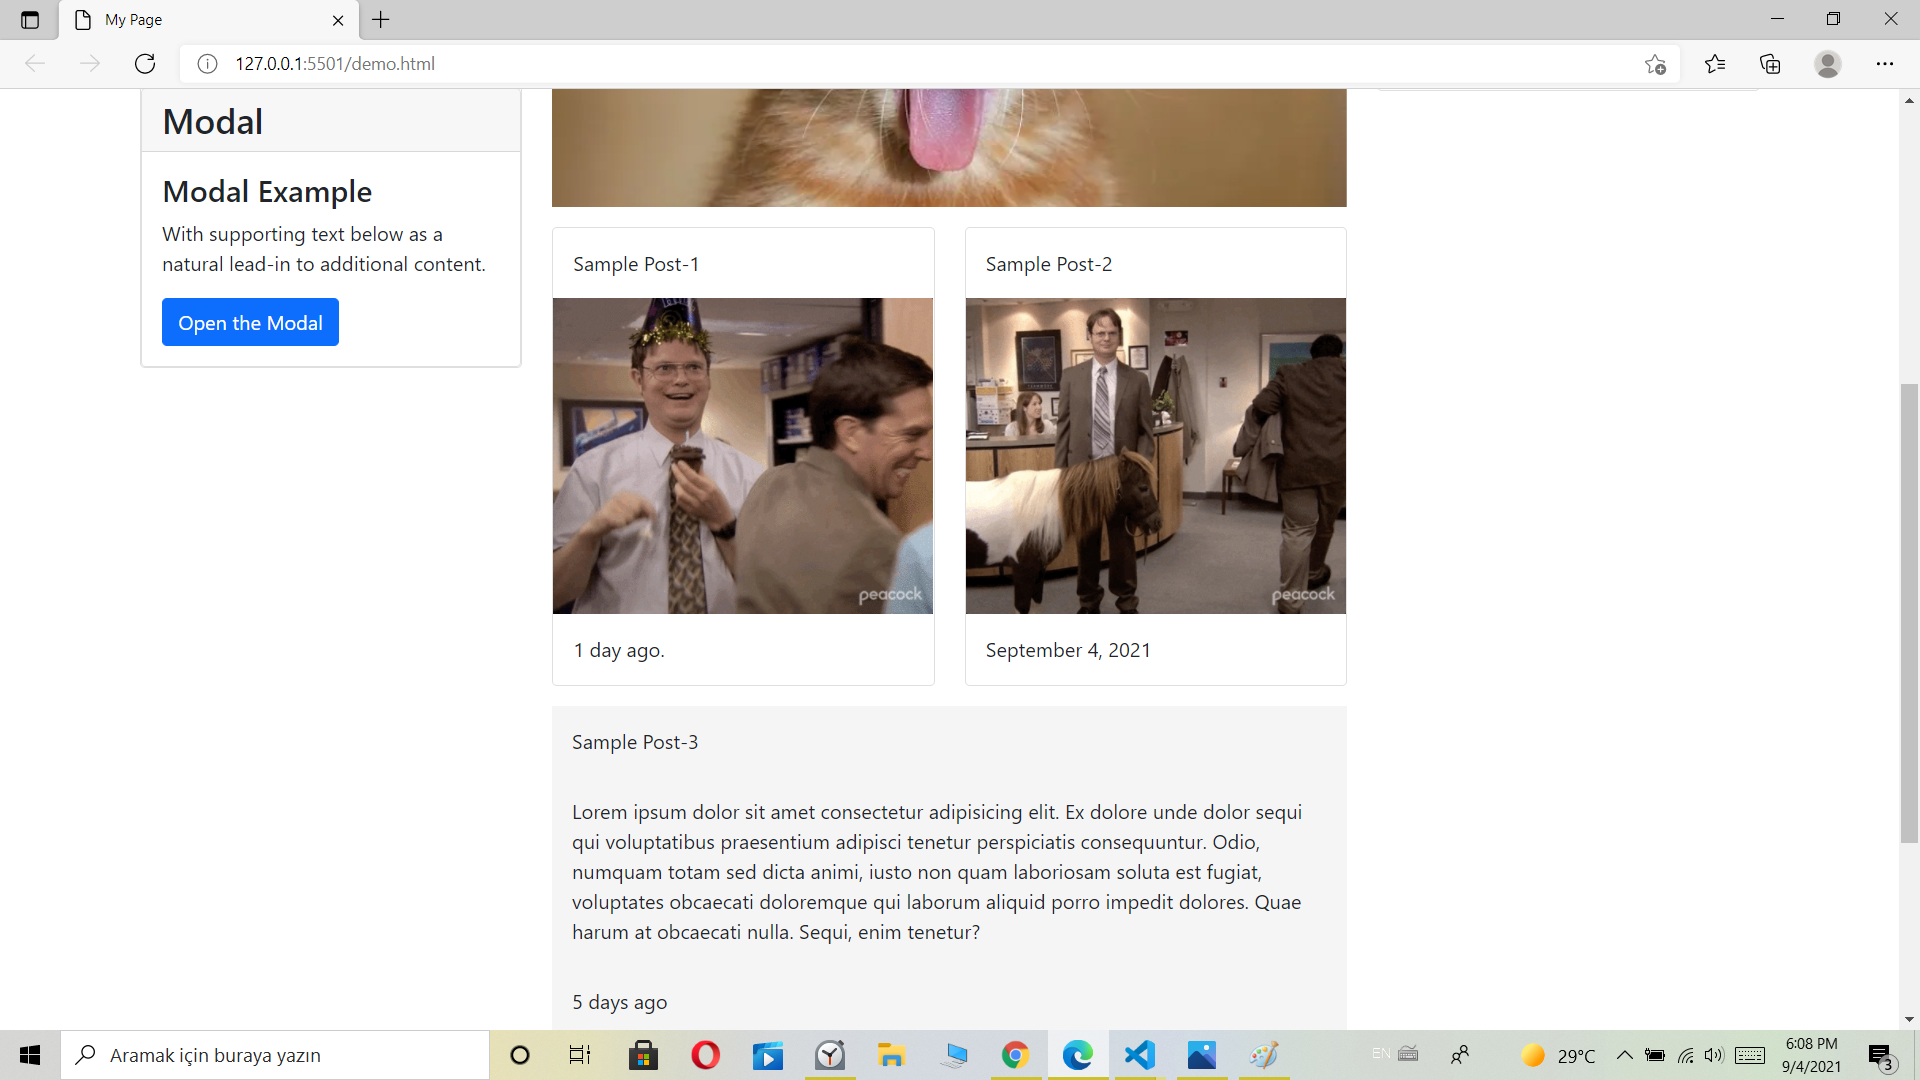 My Page
127.0.0.1:5501/demo.html
Modal
Modal Example
With supporting text below as a
natural lead-in to additional content.
Open the Modal
Sample Post-1
peacock
1 day ago.
Sample Post-2
peacock
September 4, 2021
Sample Post-3
Lorem ipsum dolor sit amet consectetur adipisicing elit. Ex dolore unde dolor sequi
qui voluptatibus praesentium adipisci tenetur perspiciatis consequuntur. Odio,
numquam totam sed dicta animi, iusto non quam laboriosam soluta est fugiat,
voluptates obcaecati doloremque qui laborum aliquid porro impedit dolores. Quae
harum at obcaecati nulla. Sequi, enim tenetur?
5 days ago
Aramak için buraya yazın
EN
29°C
6:08 PM
9/4/2021
3